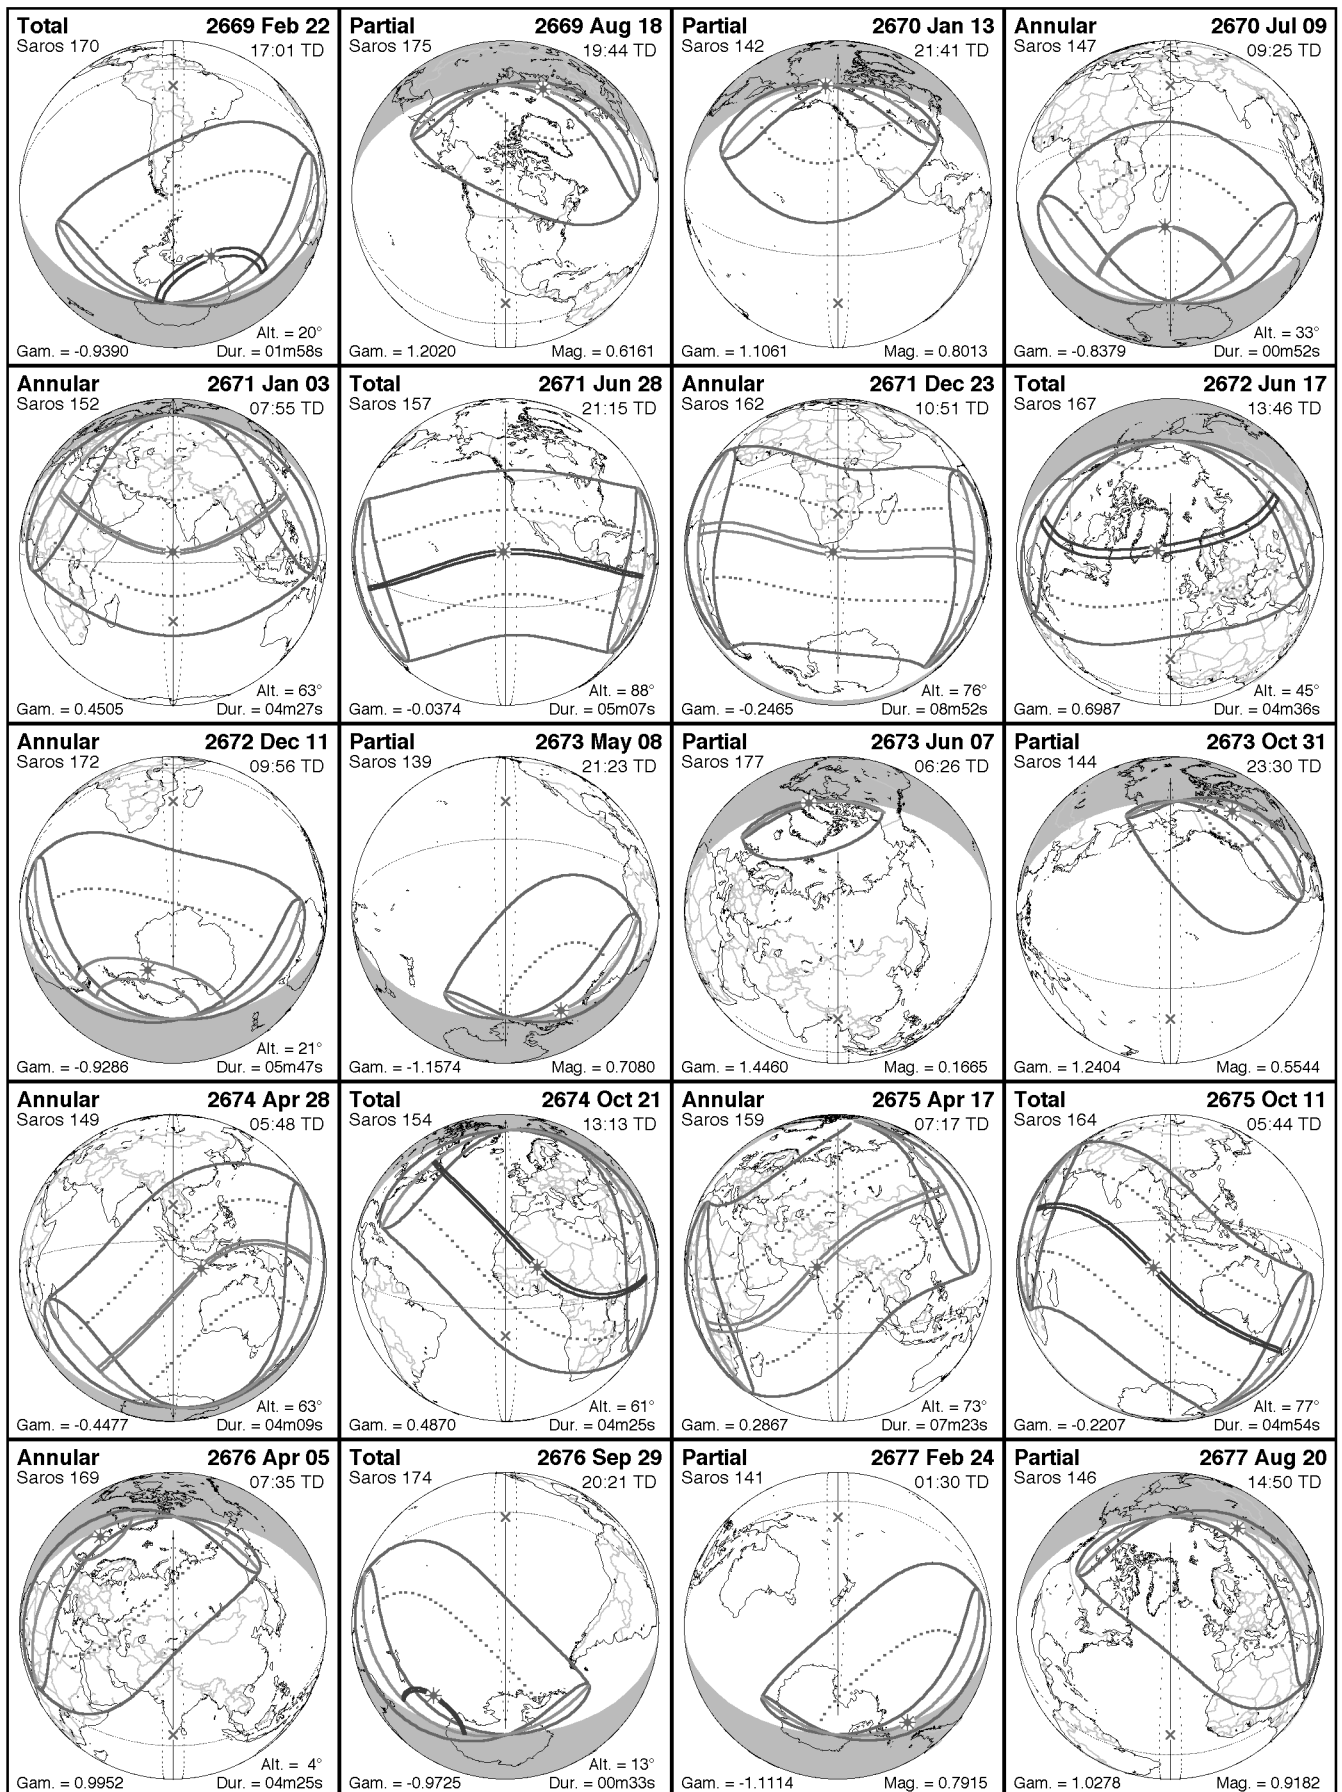 Total 2669 Feb 22
Saros 170 17:01 TD
Alt. = 20°
Gam. = -0.9390 Dur. = 01m58s
Partial 2669 Aug 18
Saros 175 19:44 TD
Gam. = 1.2020 Mag. = 0.6161
Partial 2670 Jan 13
Saros 142 21:41 TD
Gam. = 1.1061 Mag. = 0.8013
Annular 2670 Jul 09
Saros 147 09:25 TD
Alt. = 33°
Gam. = -0.8379 Dur. = 00m52s
Annular 2671 Jan 03
Saros 152 07:55 TD
Alt. = 63°
Gam. = 0.4505 Dur. = 04m27s
Total 2671 Jun 28
Saros 157 21:15 TD
Alt. = 88°
Gam. = -0.0374 Dur. = 05m07s
Annular 2671 Dec 23
Saros 162 10:51 TD
Alt. = 76°
Gam. = -0.2465 Dur. = 08m52s
Total 2672 Jun 17
Saros 167 13:46 TD
Alt. = 45°
Gam. = 0.6987 Dur. = 04m36s
Annular 2672 Dec 11
Saros 172 09:56 TD
Alt. = 21°
Gam. = -0.9286 Dur. = 05m47s
Partial 2673 May 08
Saros 139 21:23 TD
Gam. = -1.1574 Mag. = 0.7080
Partial 2673 Jun 07
Saros 177 06:26 TD
Gam. = 1.4460 Mag. = 0.1665
Partial 2673 Oct 31
Saros 144 23:30 TD
Gam. = 1.2404 Mag. = 0.5544
Annular 2674 Apr 28
Saros 149 05:48 TD
Alt. = 63°
Gam. = -0.4477 Dur. = 04m09s
Total 2674 Oct 21
Saros 154 13:13 TD
Alt. = 61°
Gam. = 0.4870 Dur. = 04m25s
Annular 2675 Apr 17
Saros 159 07:17 TD
Alt. = 73°
Gam. = 0.2867 Dur. = 07m23s
Total 2675 Oct 11
Saros 164 05:44 TD
Alt. = 77°
Gam. = -0.2207 Dur. = 04m54s
Annular 2676 Apr 05
Saros 169 07:35 TD
Alt. = 4°
Gam. = 0.9952 Dur. = 04m25s
Total 2676 Sep 29
Saros 174 20:21 TD
Alt. = 13°
Gam. = -0.9725 Dur. = 00m33s
Partial 2677 Feb 24
Saros 141 01:30 TD
Gam. = -1.1114 Mag. = 0.7915
Partial 2677 Aug 20
Saros 146 14:50 TD
Gam. = 1.0278 Mag. = 0.9182